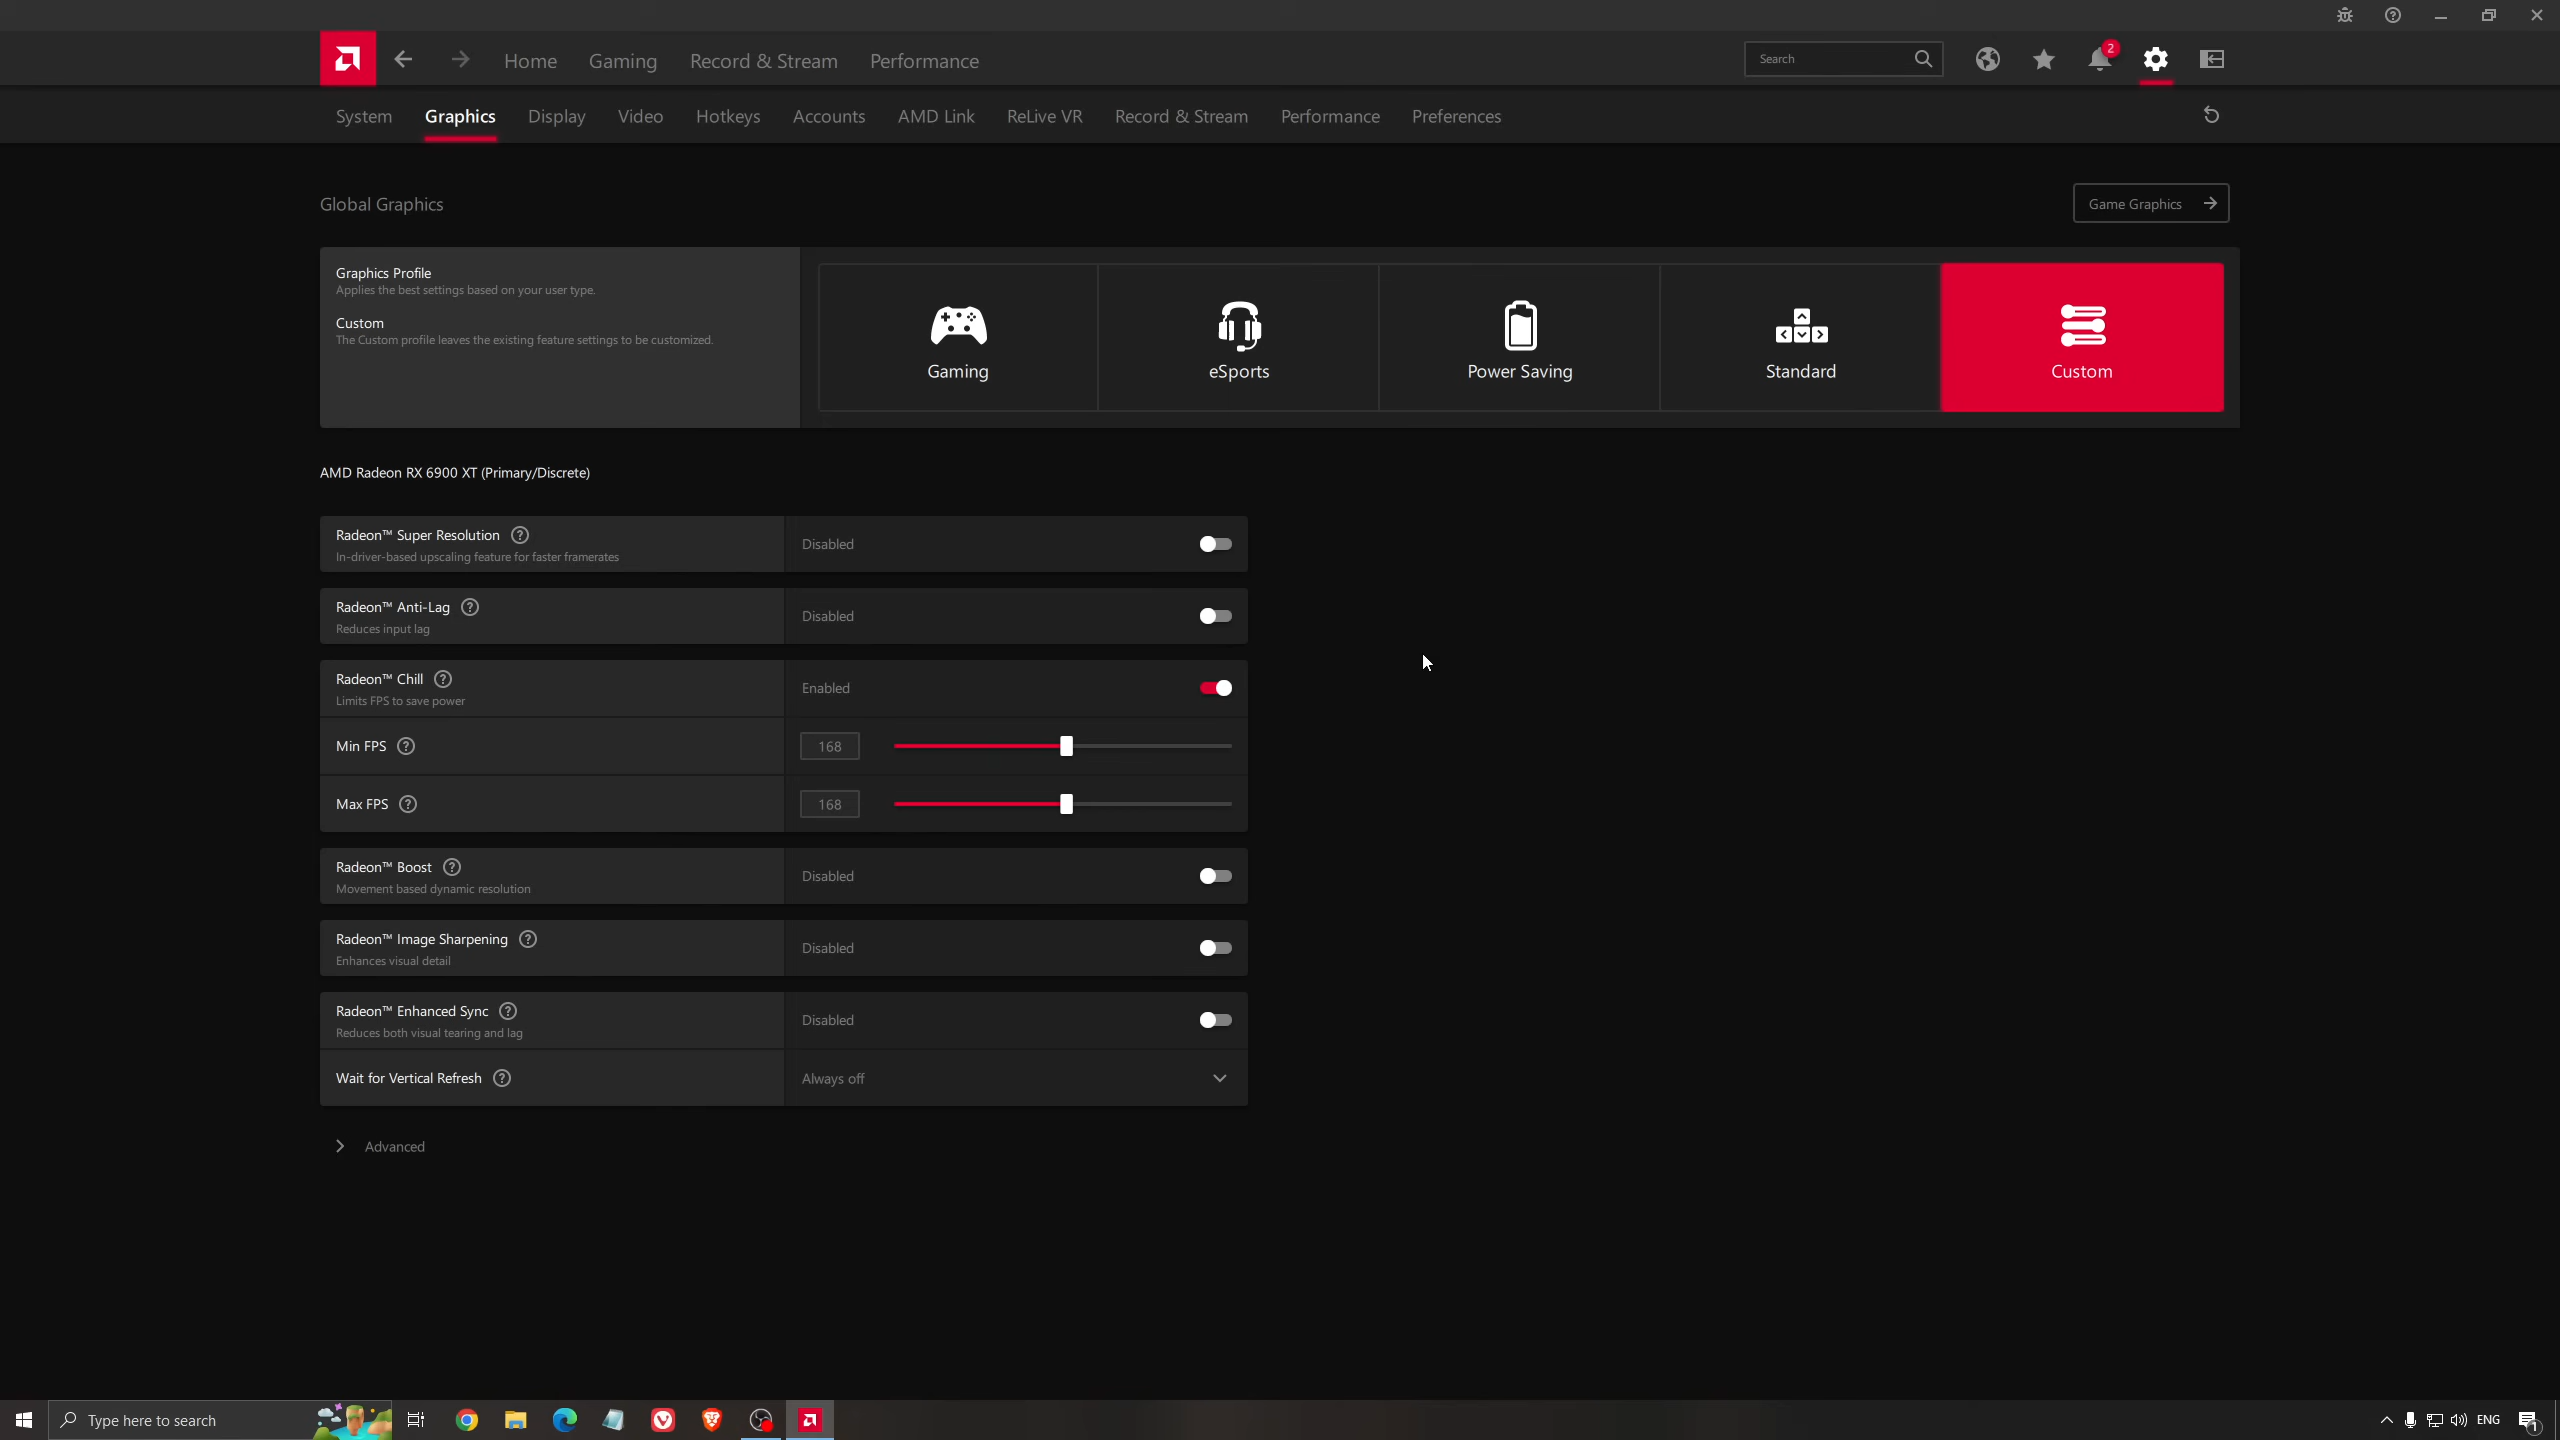 Home Gaming Record & Stream Performance Search 2
System Graphics Display Video Hotkeys Accounts AMD Link ReLive VR Record & Stream Performance Preferences
Global Graphics
Game Graphics
Graphics Profile
Applies the best settings based on your user type.
Custom
The Custom profile leaves the existing feature settings to be customized.
Gaming eSports Power Saving Standard Custom
AMD Radeon RX 6900 XT (Primary/Discrete)
Radeon™ Super Resolution
In-driver-based upscaling feature for faster framerates
Disabled
Radeon™ Anti-Lag
Reduces input lag
Disabled
Radeon™ Chill
Limits FPS to save power
Enabled
Min FPS 168
Max FPS 168
Radeon™ Boost
Movement based dynamic resolution
Disabled
Radeon™ Image Sharpening
Enhances visual detail
Disabled
Radeon™ Enhanced Sync
Reduces both visual tearing and lag
Disabled
Wait for Vertical Refresh Always off
Advanced
Type here to search ENG 1